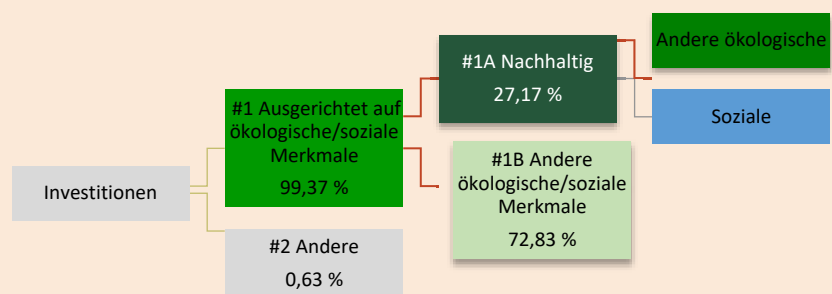 Investitionen
#1 Ausgerichtet auf
ökologische/soziale
Merkmale
99,37 %
#2 Andere
0,63 %
#1A Nachhaltig
27,17 %
#1B Andere
ökologische/soziale
Merkmale
72,83 %
Andere ökologische
Soziale